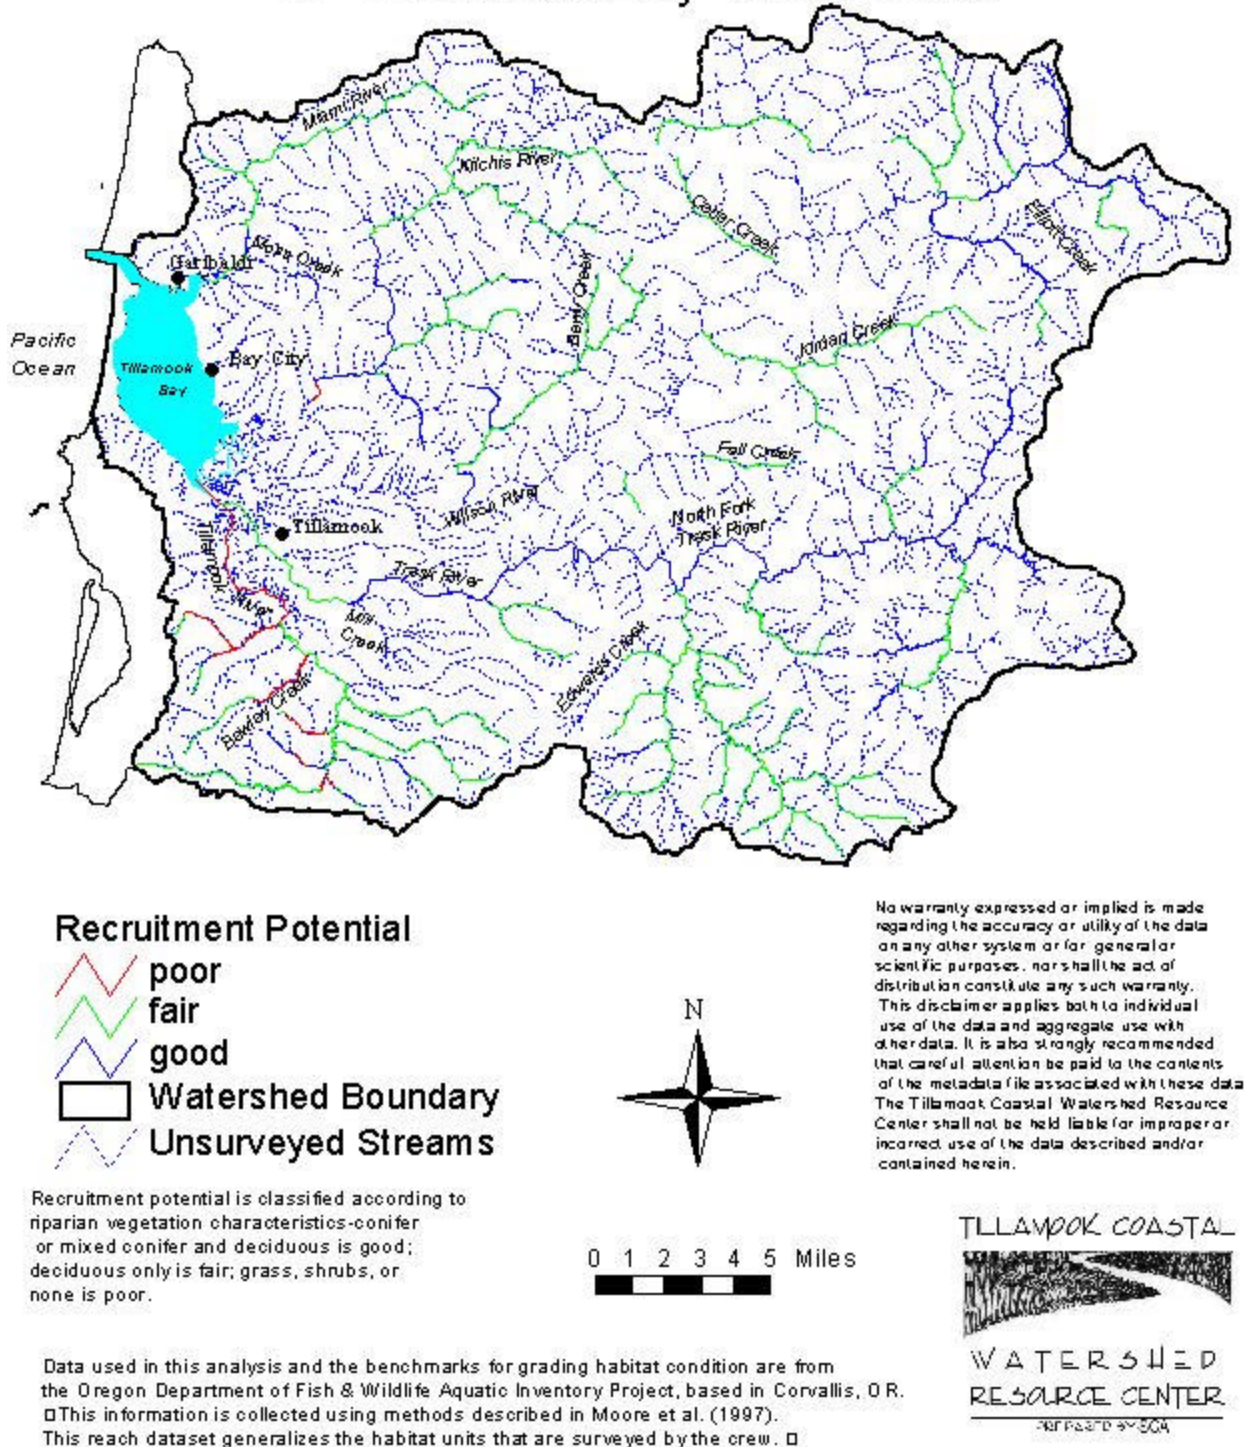 Miami River
Kilchis River
Cedar Creek
Elliott Creek
Moss Creek
Garibaldi
Beny Creek
Jordan Creek
Pacific
Ocean
Tillamook
Bay
Bay City
Fall Creek
Wilson River
North Fork
Trask River
Tillamook
Tillamook
River
Trask River
Mill
Creek
Edwards Creek
Bewley Creek
Recruitment Potential
poor
fair
good
Watershed Boundary
Unsurveyed Streams
Recruitment potential is classified according to
riparian vegetation characteristics-conifer
or mixed conifer and deciduous is good;
deciduous only is fair; grass, shrubs, or
none is poor.
N
0 1 2 3 4 5 Miles
No warranty expressed or implied is made
regarding the accuracy or utility of the data
on any other system or for general or
scientific purposes, nor shall the act of
distribution constitute any such warranty.
This disclaimer applies both to individual
use of the data and aggregate use with
other data. It is also strongly recommended
that careful attention be paid to the contents
of the metadata file associated with these data
The Tillamook Coastal Watershed Resource
Center shall not be held liable for improper or
incorrect use of the data described and/or
contained herein.
TILLAMOOK COASTAL
WATERSHED
RESOURCE CENTER
Data used in this analysis and the benchmarks for grading habitat condition are from
the Oregon Department of Fish & Wildlife Aquatic Inventory Project, based in Corvallis, OR.
This information is collected using methods described in Moore et al. (1997).
This reach dataset generalizes the habitat units that are surveyed by the crew.